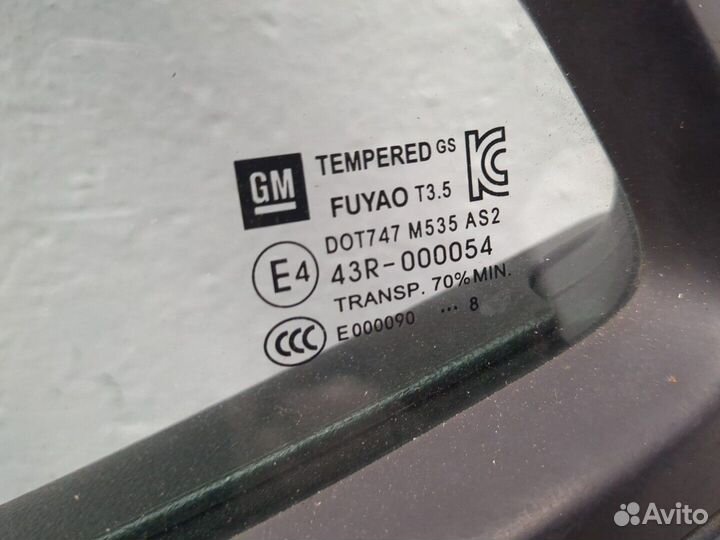 GM TEMPERED GS KC
FUYAO T3.5
DOT747 M535 AS2
E4 43R-000054
TRANSP. 70% MIN.
CCC E000090 ... 8
Avito